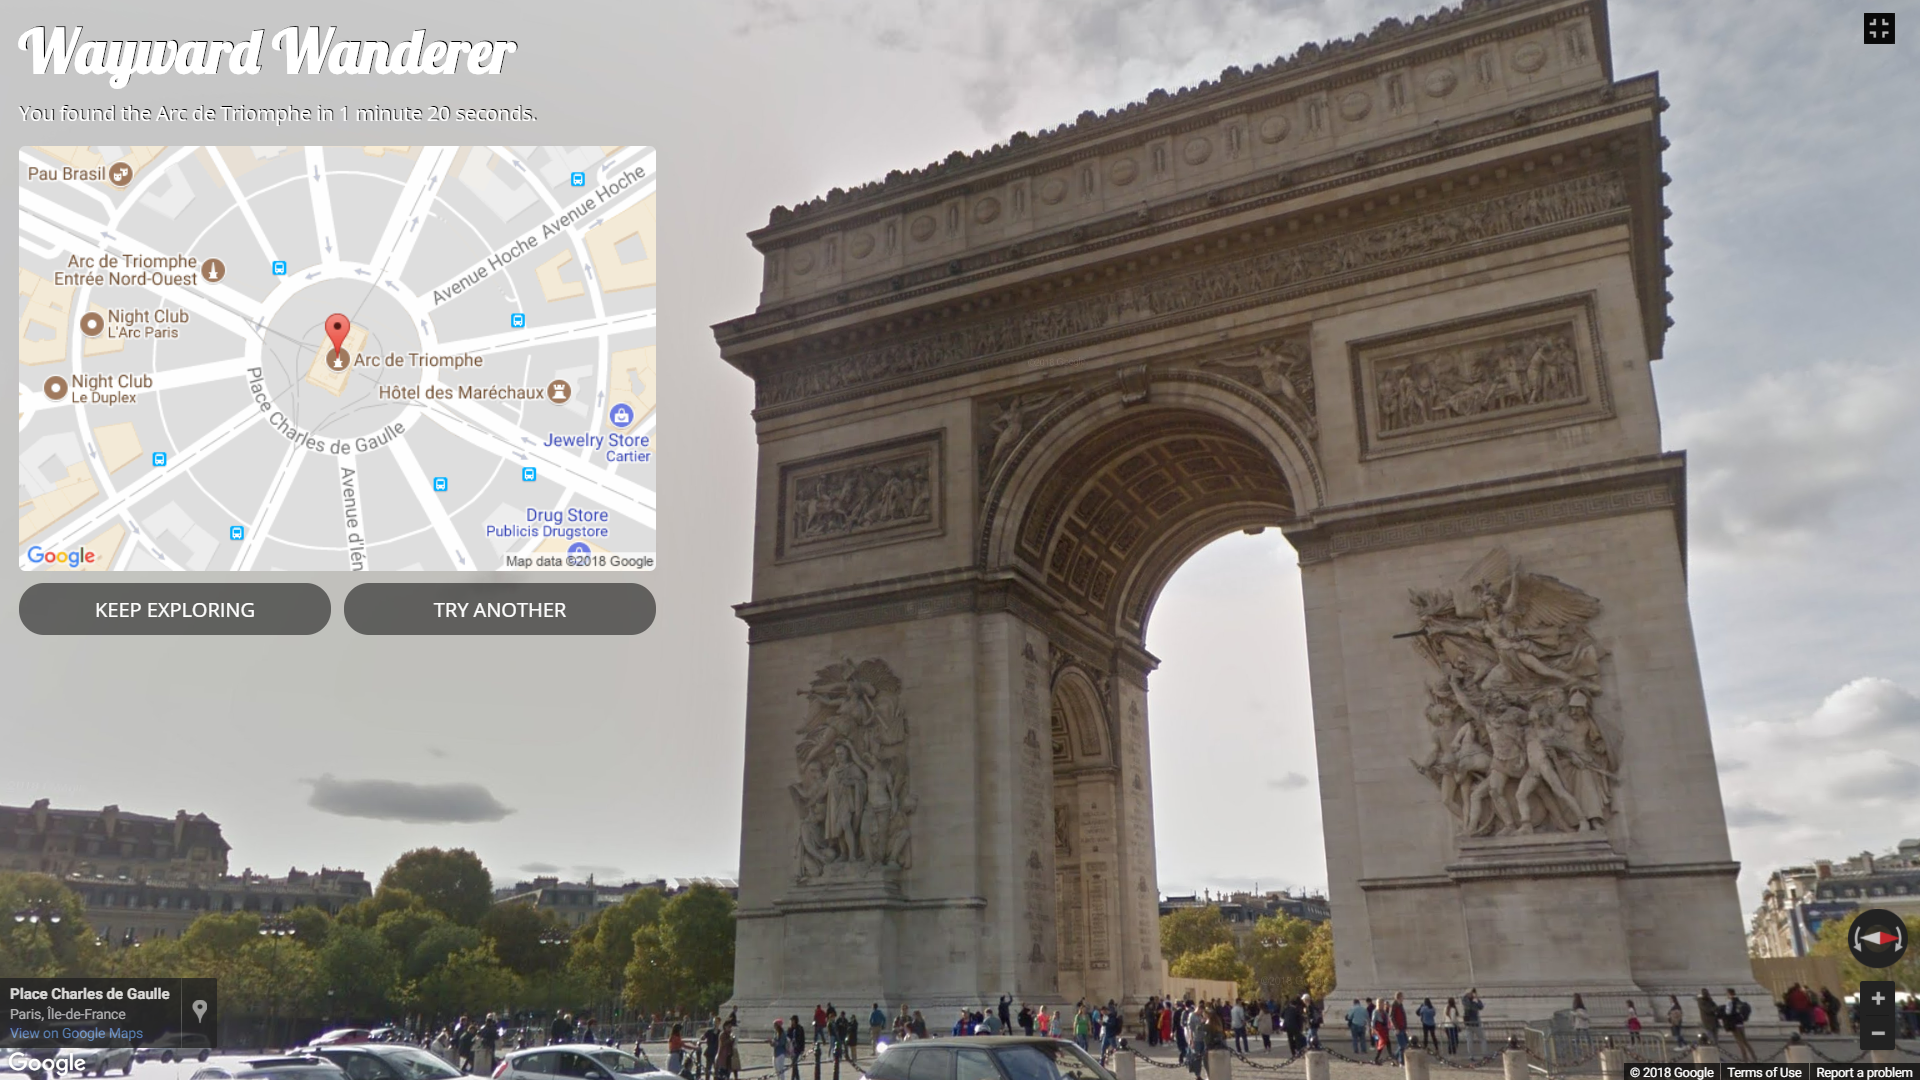 Wayward Wanderer
You found the Arc de Triomphe in 1 minute 20 seconds.
Pau Brasil
Avenue Hoche
Avenue Hoche
Arc de Triomphe
Entrée Nord-Ouest
Night Club
L'Arc Paris
Arc de Triomphe
Night Club
Le Duplex
Hôtel des Maréchaux
Place Charles de Gaulle
Jewelry Store
Cartier
Avenue d'Ién
Drug Store
Publicis Drugstore
Google
Map data ©2018 Google
KEEP EXPLORING
TRY ANOTHER
Place Charles de Gaulle
Paris, Île-de-France
View on Google Maps
Google
© 2018 Google
Terms of Use
Report a problem